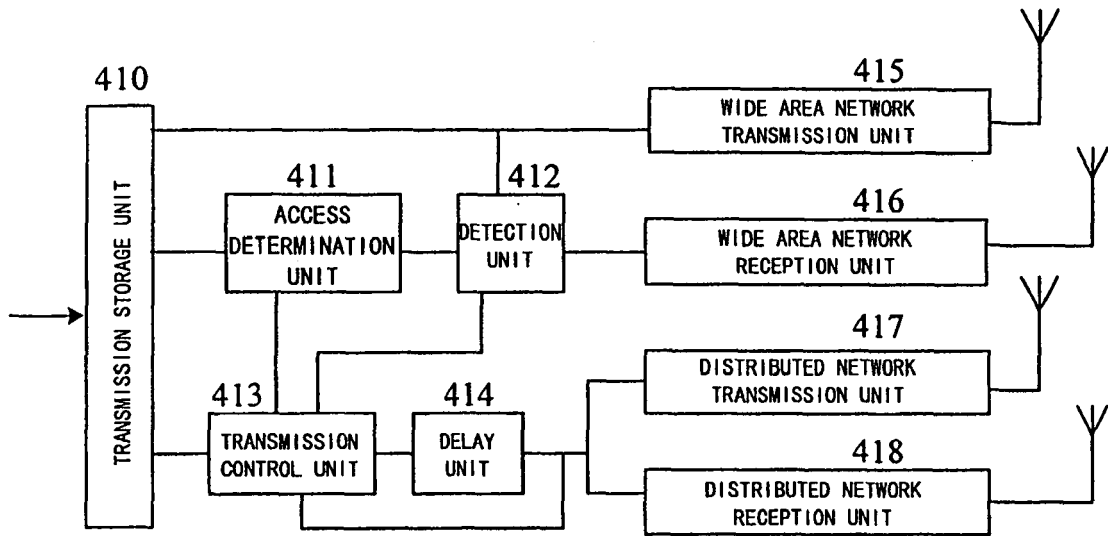 410
TRANSMISSION STORAGE UNIT
415
WIDE AREA NETWORK
TRANSMISSION UNIT
411
ACCESS
DETERMINATION
UNIT
412
DETECTION
UNIT
416
WIDE AREA NETWORK
RECEPTION UNIT
417
DISTRIBUTED NETWORK
TRANSMISSION UNIT
413
TRANSMISSION
CONTROL UNIT
414
DELAY
UNIT
418
DISTRIBUTED NETWORK
RECEPTION UNIT